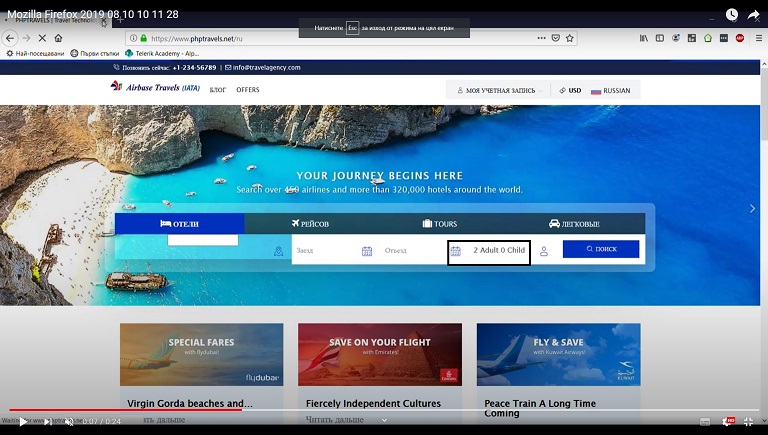 Mozilla Firefox 2019 08 10 10 11 28
Натиснете Esc за изход от режима на цял екран
https://www.phptravels.net/ru
Най-посещавани Първи стъпки Telerik Academy - Alp...
Позвонить сейчас: +1-234-56789 | info@travelagency.com
Airbase Travels (IATA) БЛОГ OFFERS МОЯ УЧЕТНАЯ ЗАПИСЬ USD RUSSIAN
YOUR JOURNEY BEGINS HERE
Search over 450 airlines and more than 320,000 hotels around the world.
ОТЕЛИ РЕЙСОВ TOURS ЛЕГКОВЫЕ
Заезд Отъезд 2 Adult 0 Child ПОИСК
SPECIAL FARES
with flydubai!
flydubai
SAVE ON YOUR FLIGHT
with Emirates!
Emirates
FLY & SAVE
with Kuwait Airways!
KUWAIT
Virgin Gorda beaches and...
Fiercely Independent Cultures
Читать дальше
Peace Train A Long Time
Coming
0:07 / 0:24
HD